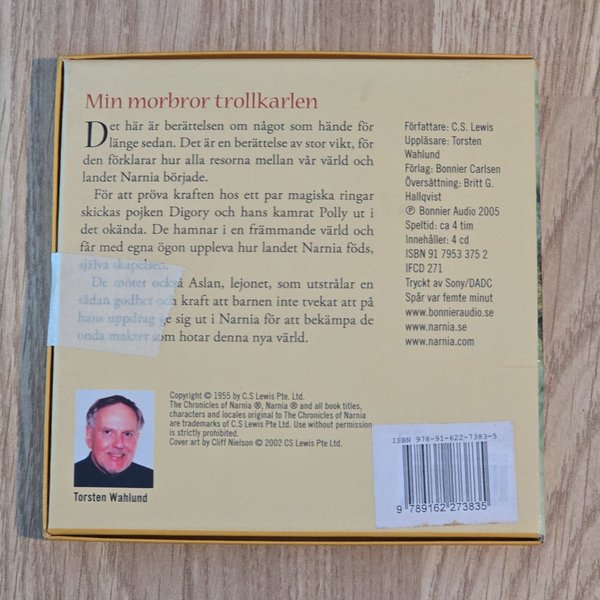 Min morbror trollkarlen
Det här är berättelsen om något som hände för
länge sedan. Det är en berättelse av stor vikt, för
den förklarar hur alla resorna mellan vår värld och
landet Narnia började.
För att pröva kraften hos ett par magiska ringar
skickas pojken Digory och hans kamrat Polly ut i
det okända. De hamnar i en främmande värld och
får med egna ögon uppleva hur landet Narnia föds,
själva skapelsen.
De möter också Aslan, lejonet, som utstrålar en
sådan godhet och kraft att barnen inte tvekat att på
hans uppdrag ge sig ut i Narnia för att bekämpa de
onda makter som hotar denna nya värld.
Författare: C.S. Lewis
Uppläsare: Torsten
Wahlund
Förlag: Bonnier Carlsen
Översättning: Britt G.
Hallqvist
℗ Bonnier Audio 2005
Speltid: ca 4 tim
Innehåller: 4 cd
ISBN 91 7953 375 2
IFCD 271
Tryckt av Sony/DADC
Spår var femte minut
www.bonnieraudio.se
www.narnia.se
www.narnia.com
Copyright © 1955 by C.S Lewis Pte. Ltd.
The Chronicles of Narnia ®, Narnia ® and all book titles,
characters and locales original to The Chronicles of Narnia
are trademarks of C.S Lewis Pte Ltd. Use without permission
is strictly prohibited.
Cover art by Cliff Nielson © 2002 CS Lewis Pte Ltd.
Torsten Wahlund
ISBN 978-91-622-7383-5
9 789162 273835